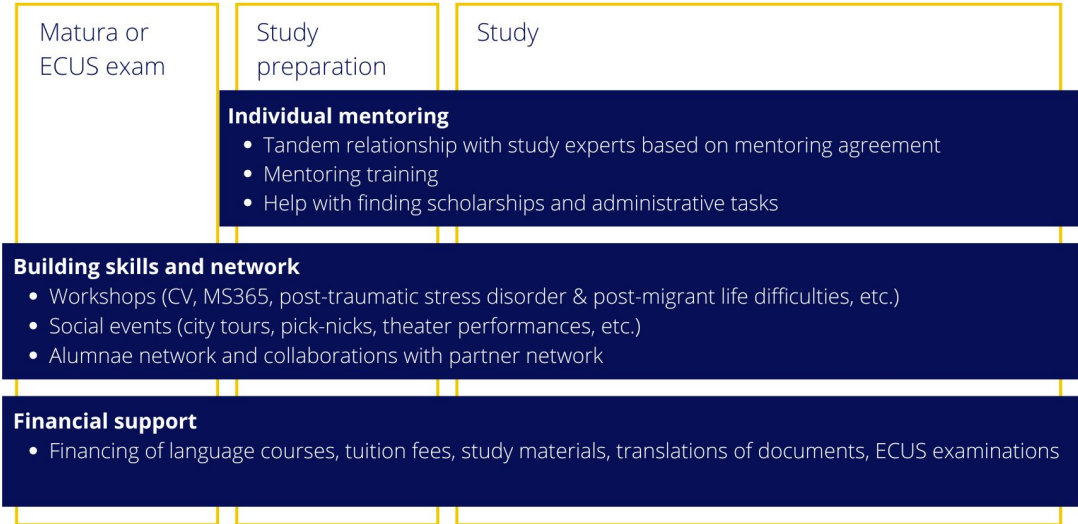 Matura or
ECUS exam
Study
preparation
Study
Individual mentoring
• Tandem relationship with study experts based on mentoring agreement
• Mentoring training
• Help with finding scholarships and administrative tasks
Building skills and network
• Workshops (CV, MS365, post-traumatic stress disorder & post-migrant life difficulties, etc.)
• Social events (city tours, pick-nicks, theater performances, etc.)
• Alumnae network and collaborations with partner network
Financial support
• Financing of language courses, tuition fees, study materials, translations of documents, ECUS examinations